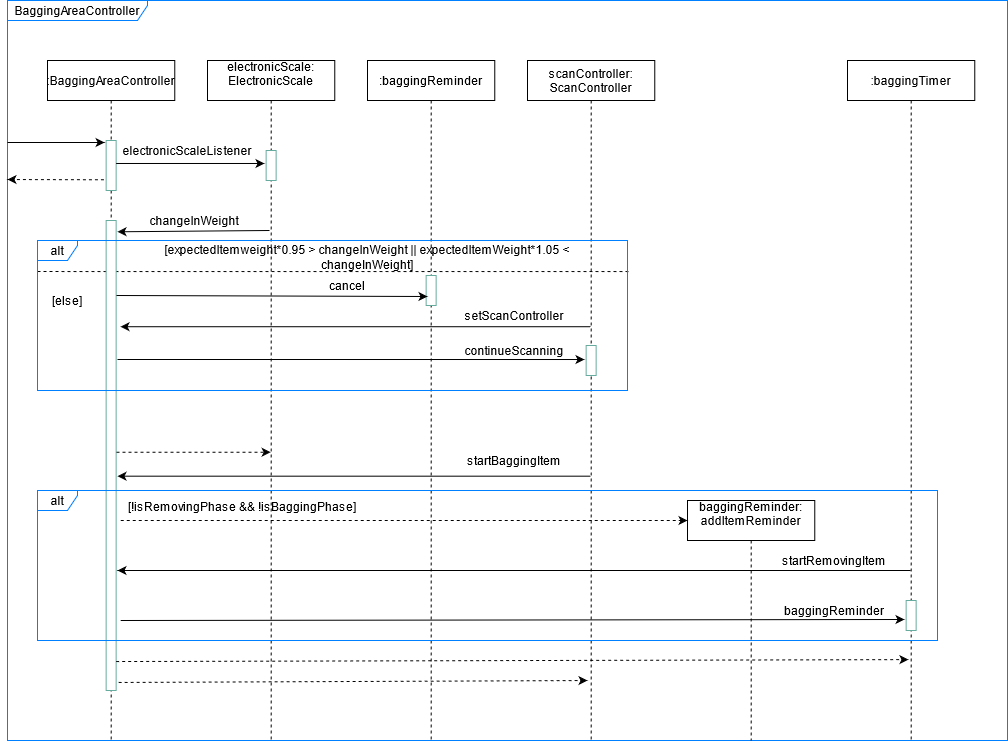 BaggingAreaController
:BaggingAreaController
electronicScale:
ElectronicScale
:baggingReminder
scanController:
ScanController
:baggingTimer
electronicScaleListener
changeInWeight
alt
[expectedItemweight*0.95 > changeInWeight || expectedItemWeight*1.05 <
changeInWeight]
cancel
[else]
setScanController
continueScanning
startBaggingItem
alt
[!isRemovingPhase && !isBaggingPhase]
baggingReminder:
addItemReminder
startRemovingItem
baggingReminder